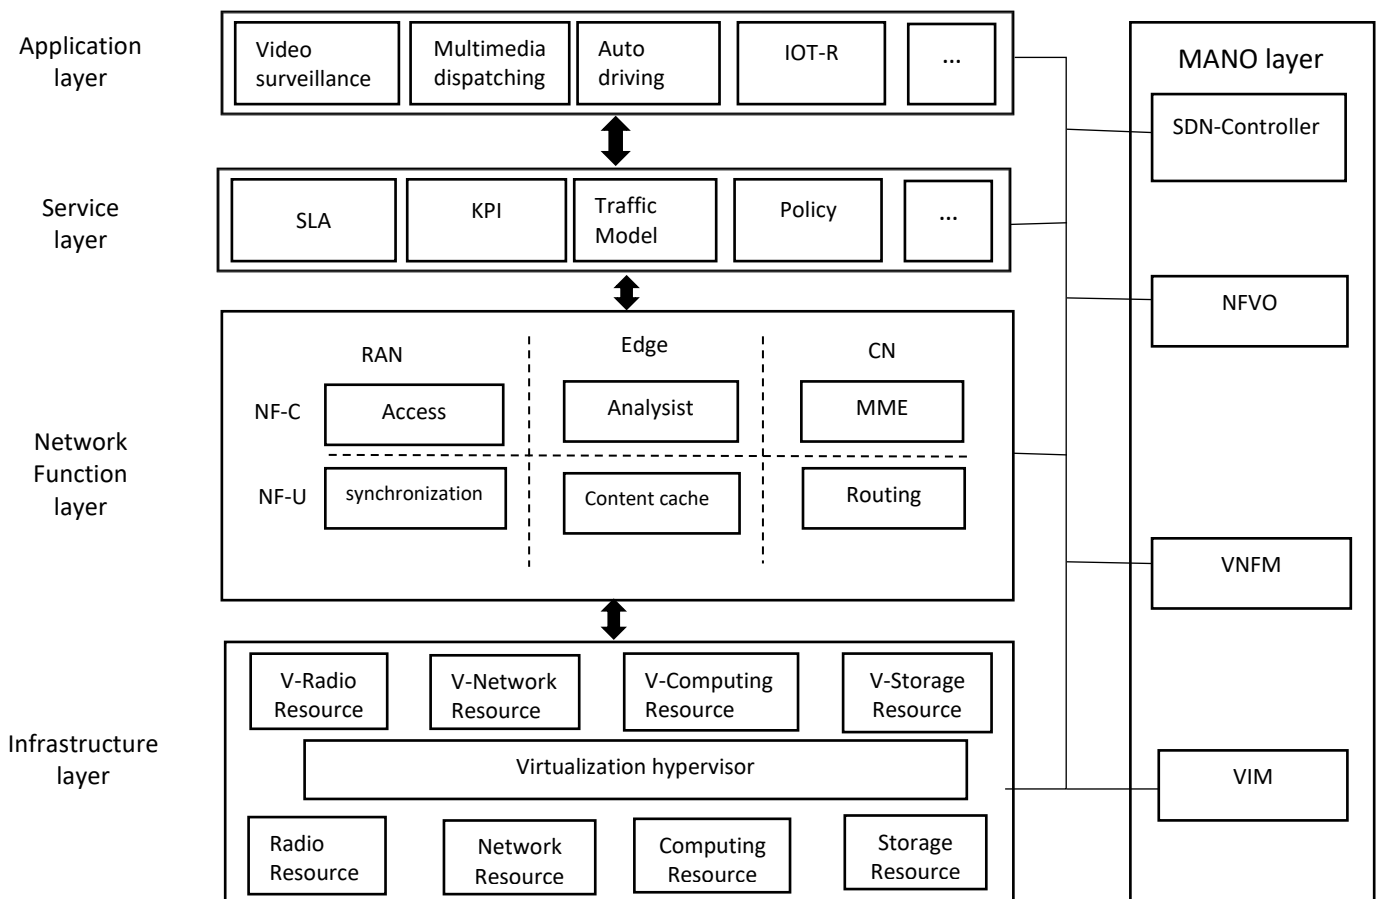 Application
layer
Video
surveillance
Multimedia
dispatching
Auto
driving
IOT-R
...
MANO layer
SDN-Controller
Service
layer
SLA
KPI
Traffic
Model
Policy
...
NFVO
Network
Function
layer
RAN
Edge
CN
NF-C
Access
Analysist
MME
NF-U
synchronization
Content cache
Routing
VNFM
Infrastructure
layer
V-Radio
Resource
V-Network
Resource
V-Computing
Resource
V-Storage
Resource
Virtualization hypervisor
VIM
Radio
Resource
Network
Resource
Computing
Resource
Storage
Resource